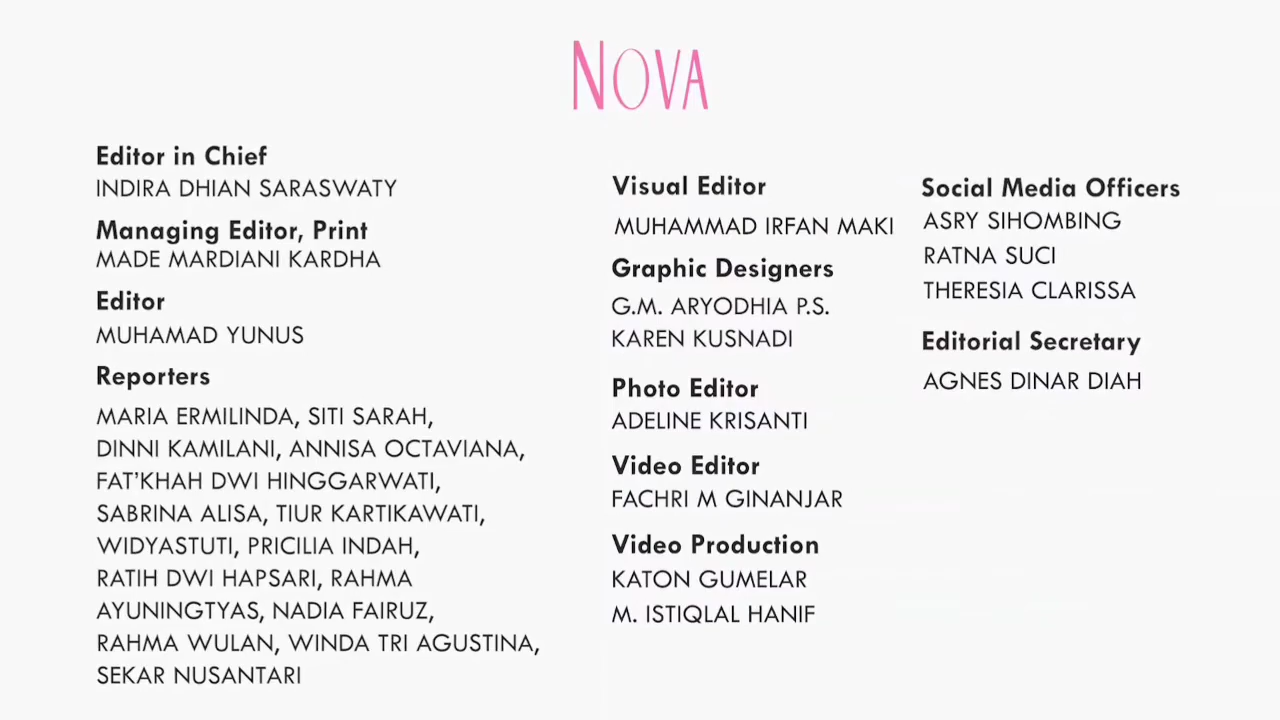 NOVA
Editor in Chief
INDIRA DHIAN SARASWATY
Managing Editor, Print
MADE MARDIANI KARDHA
Editor
MUHAMAD YUNUS
Reporters
MARIA ERMILINDA, SITI SARAH,
DINNI KAMILANI, ANNISA OCTAVIANA,
FAT’KHAH DWI HINGGARWATI,
SABRINA ALISA, TIUR KARTIKAWATI,
WIDYASTUTI, PRICILIA INDAH,
RATIH DWI HAPSARI, RAHMA
AYUNINGTYAS, NADIA FAIRUZ,
RAHMA WULAN, WINDA TRI AGUSTINA,
SEKAR NUSANTARI
Visual Editor
MUHAMMAD IRFAN MAKI
Graphic Designers
G.M. ARYODHIA P.S.
KAREN KUSNADI
Photo Editor
ADELINE KRISANTI
Video Editor
FACHRI M GINANJAR
Video Production
KATON GUMELAR
M. ISTIQLAL HANIF
Social Media Officers
ASRY SIHOMBING
RATNA SUCI
THERESIA CLARISSA
Editorial Secretary
AGNES DINAR DIAH